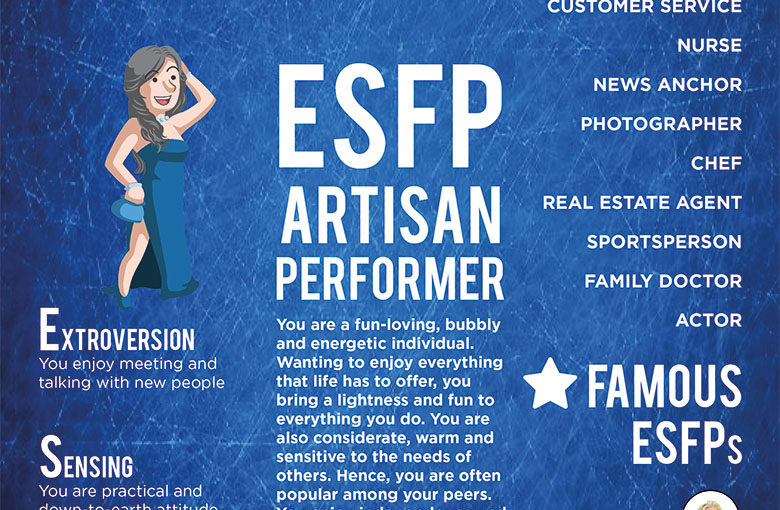 CUSTOMER SERVICE
NURSE
NEWS ANCHOR
PHOTOGRAPHER
CHEF
REAL ESTATE AGENT
SPORTSPERSON
FAMILY DOCTOR
ACTOR
ESFP
ARTISAN
PERFORMER
You are a fun-loving, bubbly
and energetic individual.
Wanting to enjoy everything
that life has to offer, you
bring a lightness and fun to
everything you do. You are
also considerate, warm and
sensitive to the needs of
others. Hence, you are often
popular among your peers.
EXTROVERSION
You enjoy meeting and
talking with new people
SENSING
You are practical and
down-to-earth attitude
FAMOUS
ESFPs